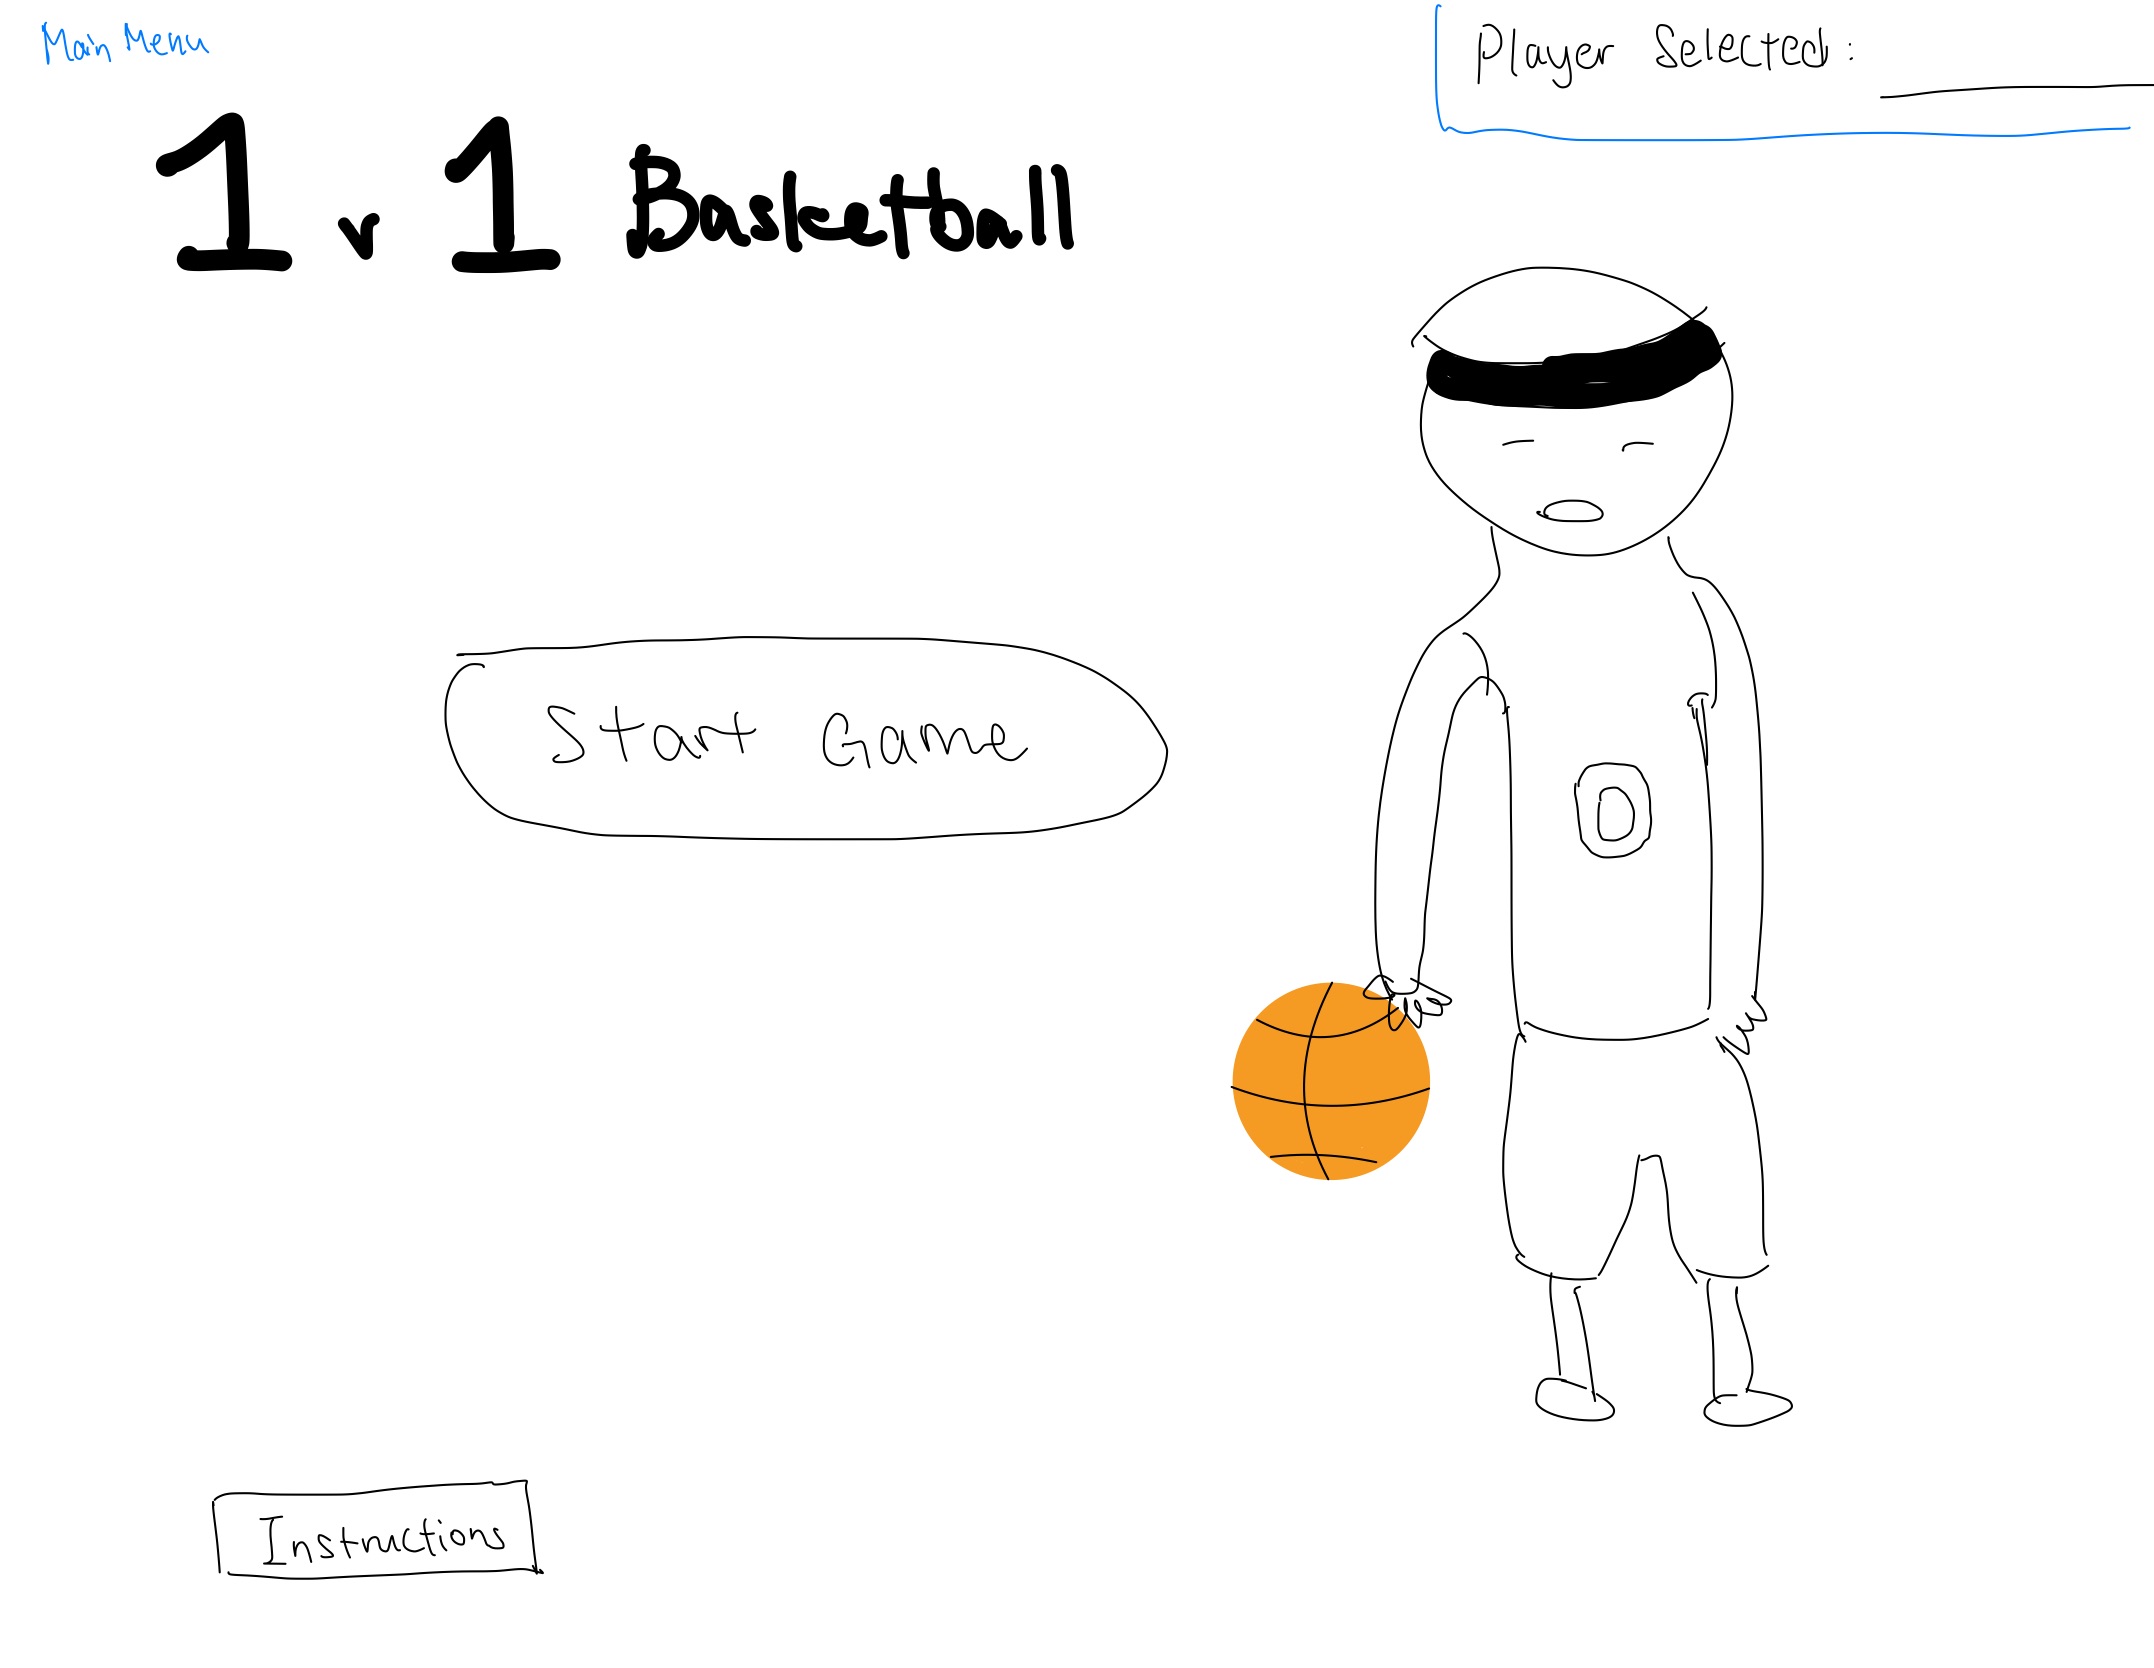 Main Menu
Player Selected:
1 v 1 Basketball
Start Game
0
Instructions